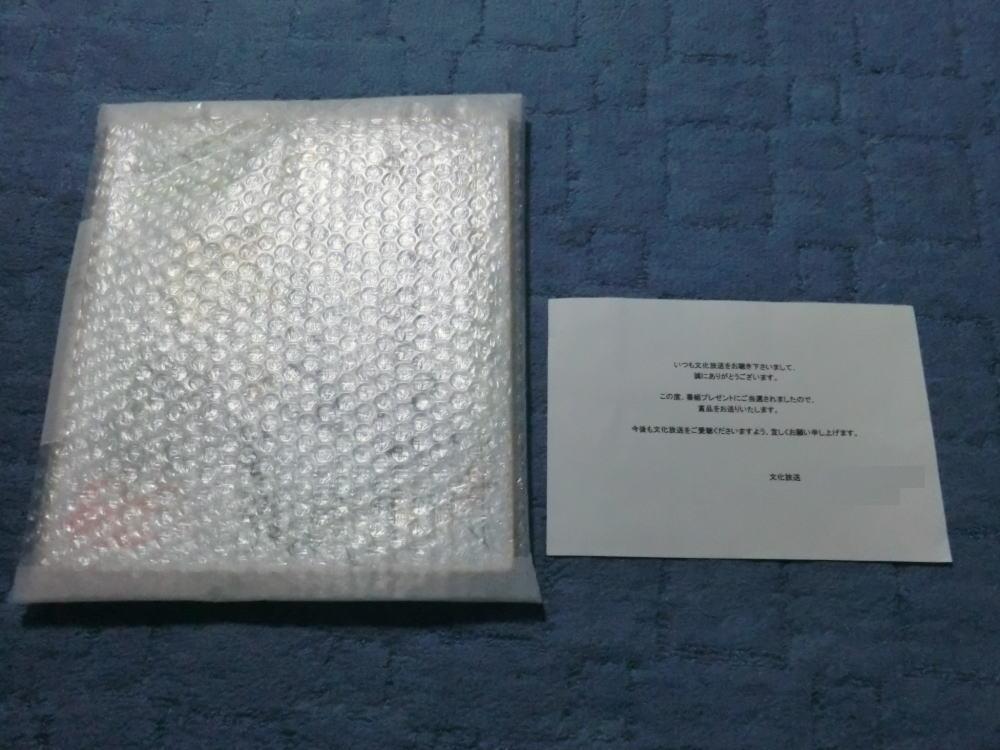 いつも文化放送をお聴き下さいまして、
誠にありがとうございます。
この度、番組プレゼントにご当選されましたので、
賞品をお送りいたします。
今後も文化放送をご愛聴くださいますよう、宜しくお願い申し上げます。
文化放送